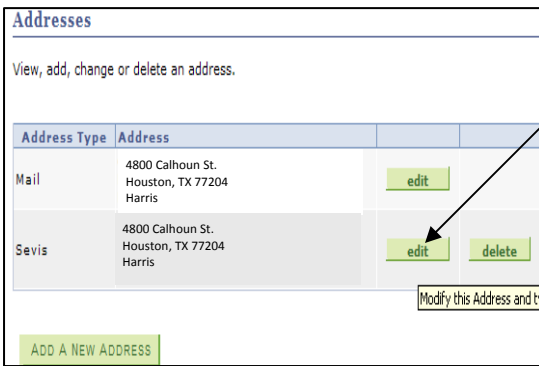 Addresses
View, add, change or delete an address.
Address Type Address
Mail
4800 Calhoun St.
Houston, TX 77204
Harris
edit
Sevis
4800 Calhoun St.
Houston, TX 77204
Harris
edit delete
Modify this Address and
ADD A NEW ADDRESS